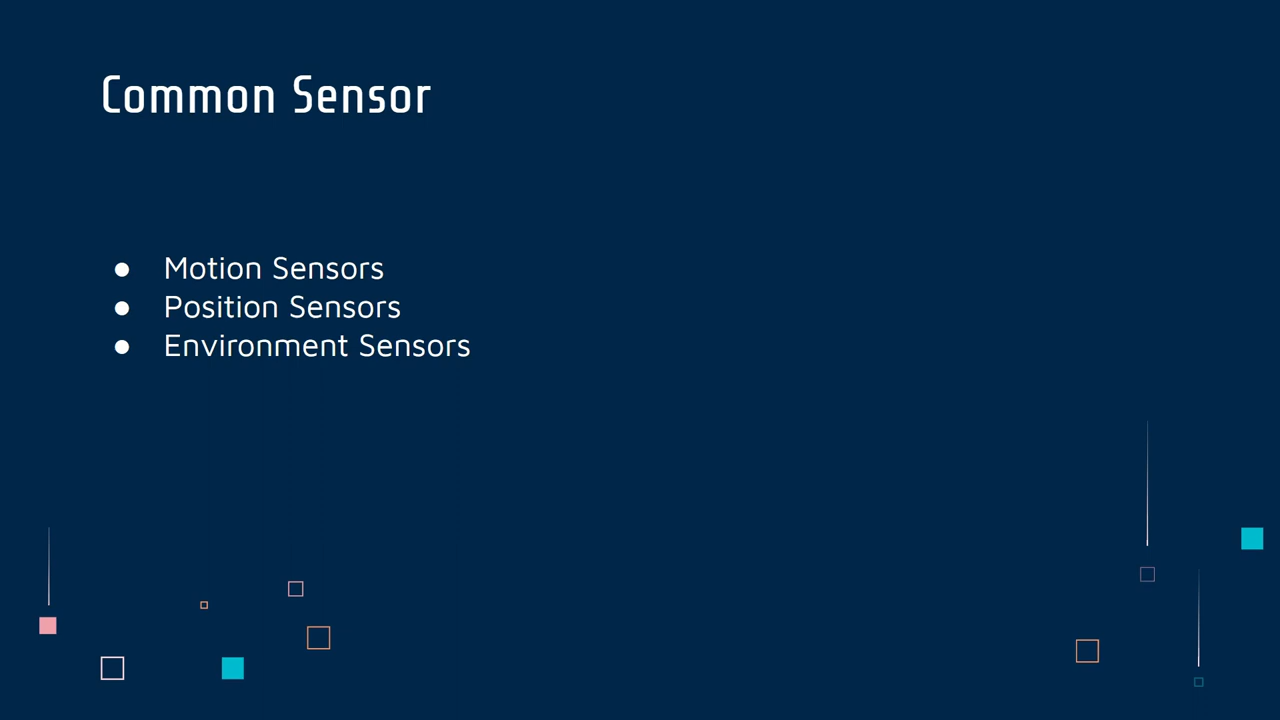 Common Sensor
● Motion Sensors
● Position Sensors
● Environment Sensors